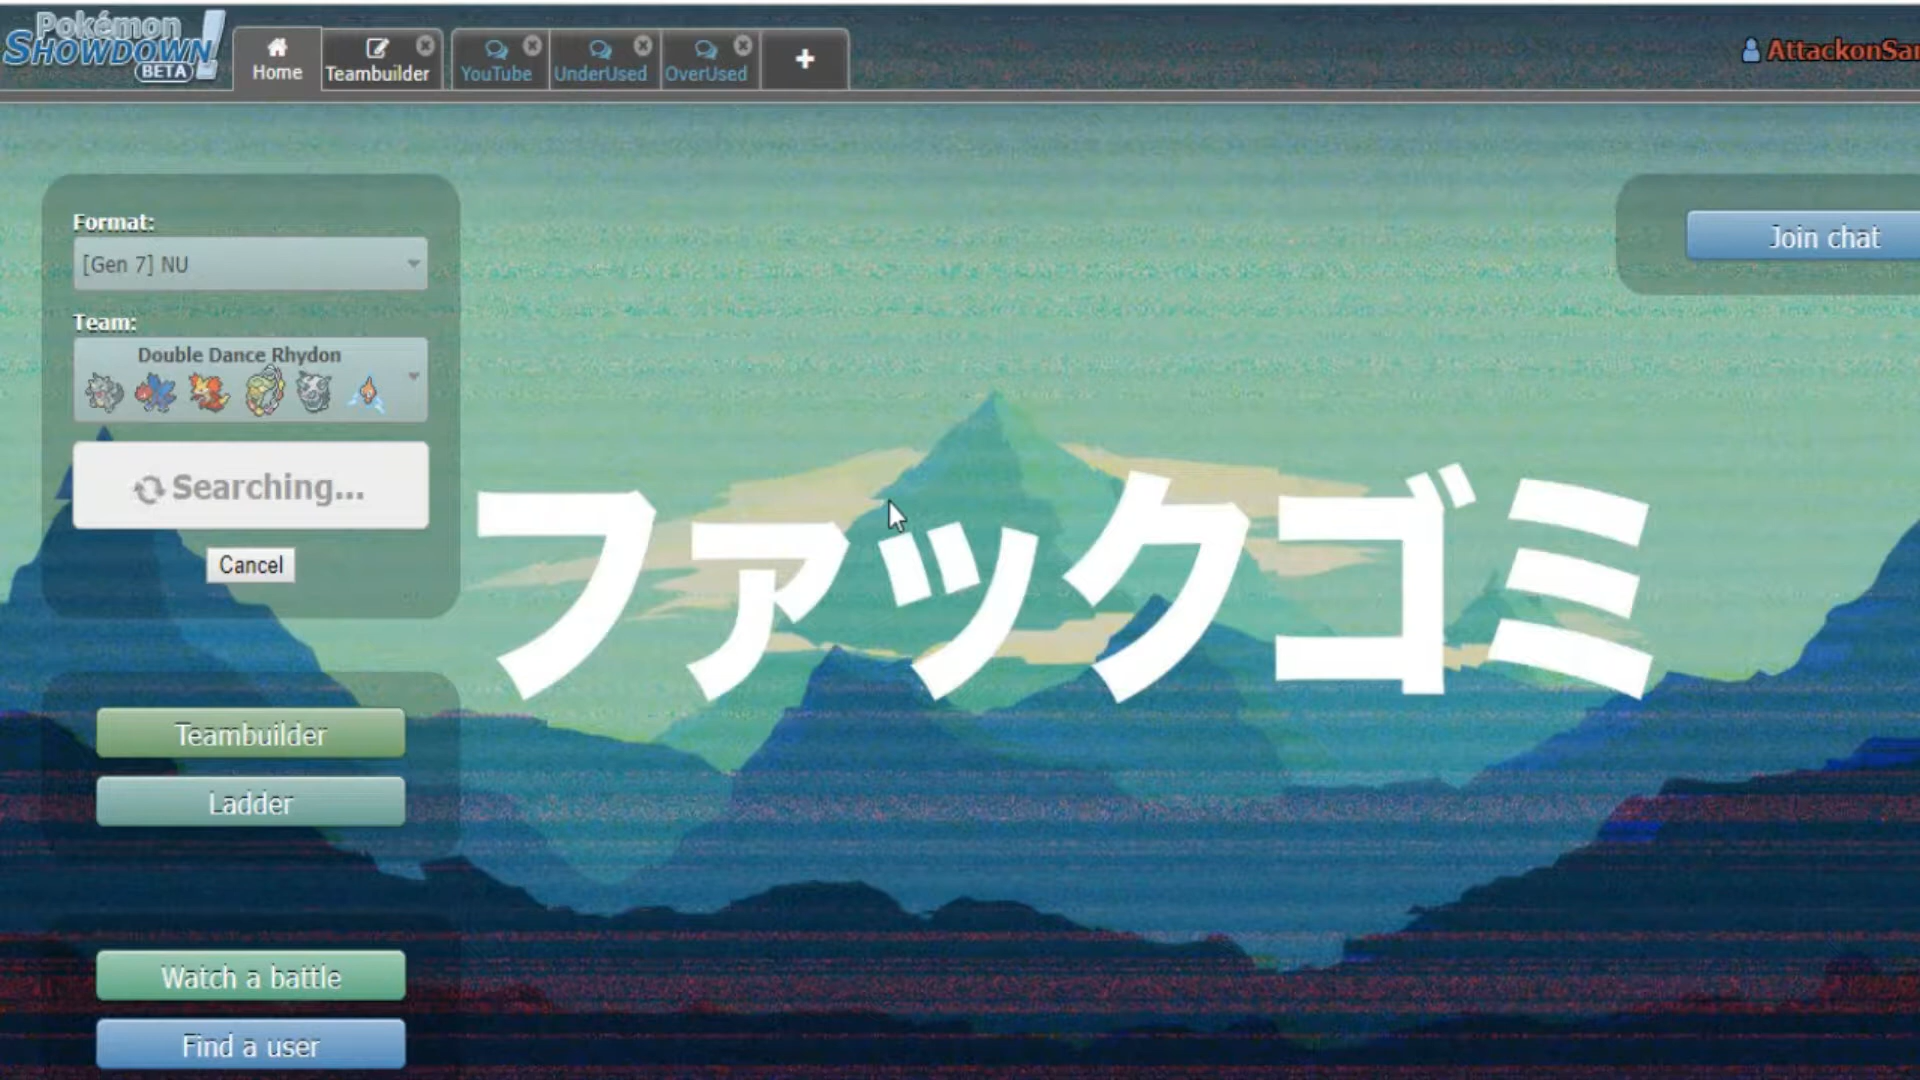 Pokémon
SHOWDOWN!
BETA
Home
Teambuilder
YouTube
UnderUsed
OverUsed
AttackonSa
Format:
[Gen 7] NU
Team:
Double Dance Rhydon
Searching...
Cancel
ファックゴミ
Join chat
Teambuilder
Ladder
Watch a battle
Find a user